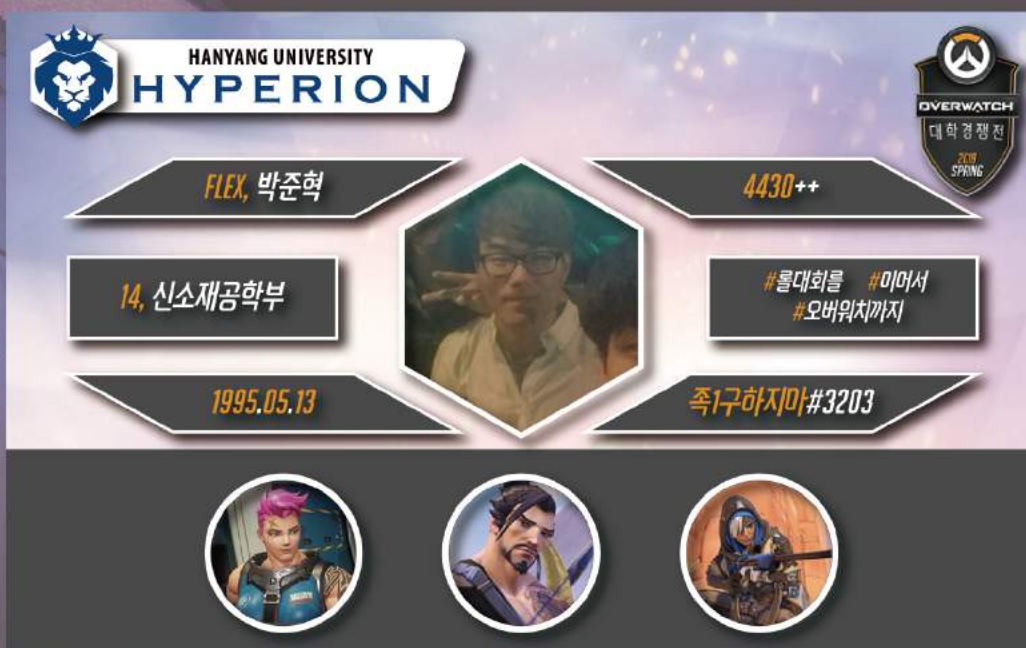 HANYANG UNIVERSITY
HYPERION
OVERWATCH
대학경쟁전
2018
SPRING
FLEX, 박준혁
4430++
14, 신소재공학부
#롤대회를 #이머서
#오버워치까지
1995.05.13
족1구하지마#3203